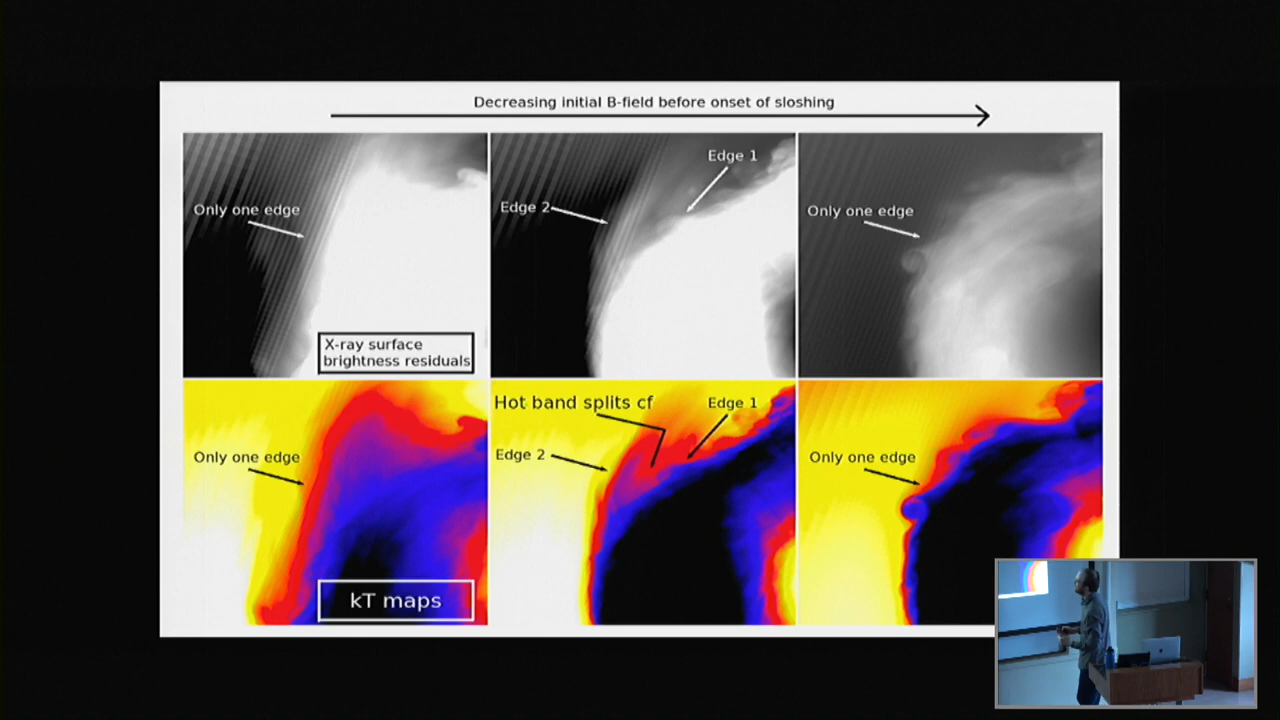 Decreasing initial B-field before onset of sloshing
Only one edge
X-ray surface
brightness residuals
Edge 2
Edge 1
Only one edge
Only one edge
kT maps
Hot band splits cf
Edge 1
Edge 2
Only one edge